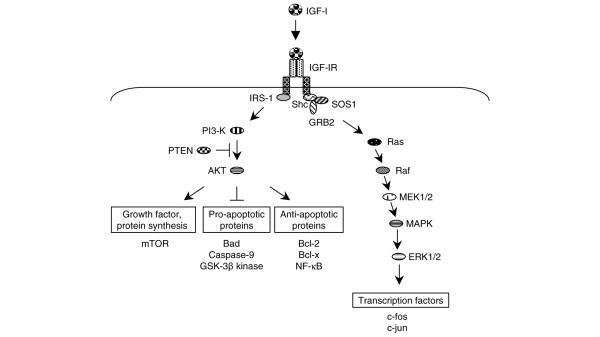 IGF-I
IGF-IR
IRS-1
Shc
SOS1
GRB2
PI3-K
PTEN
AKT
Ras
Raf
MEK1/2
MAPK
ERK1/2
Growth factor,
protein synthesis
mTOR
Pro-apoptotic
proteins
Bad
Caspase-9
GSK-3β kinase
Anti-apoptotic
proteins
Bcl-2
Bcl-x
NF-κB
Transcription factors
c-fos
c-jun